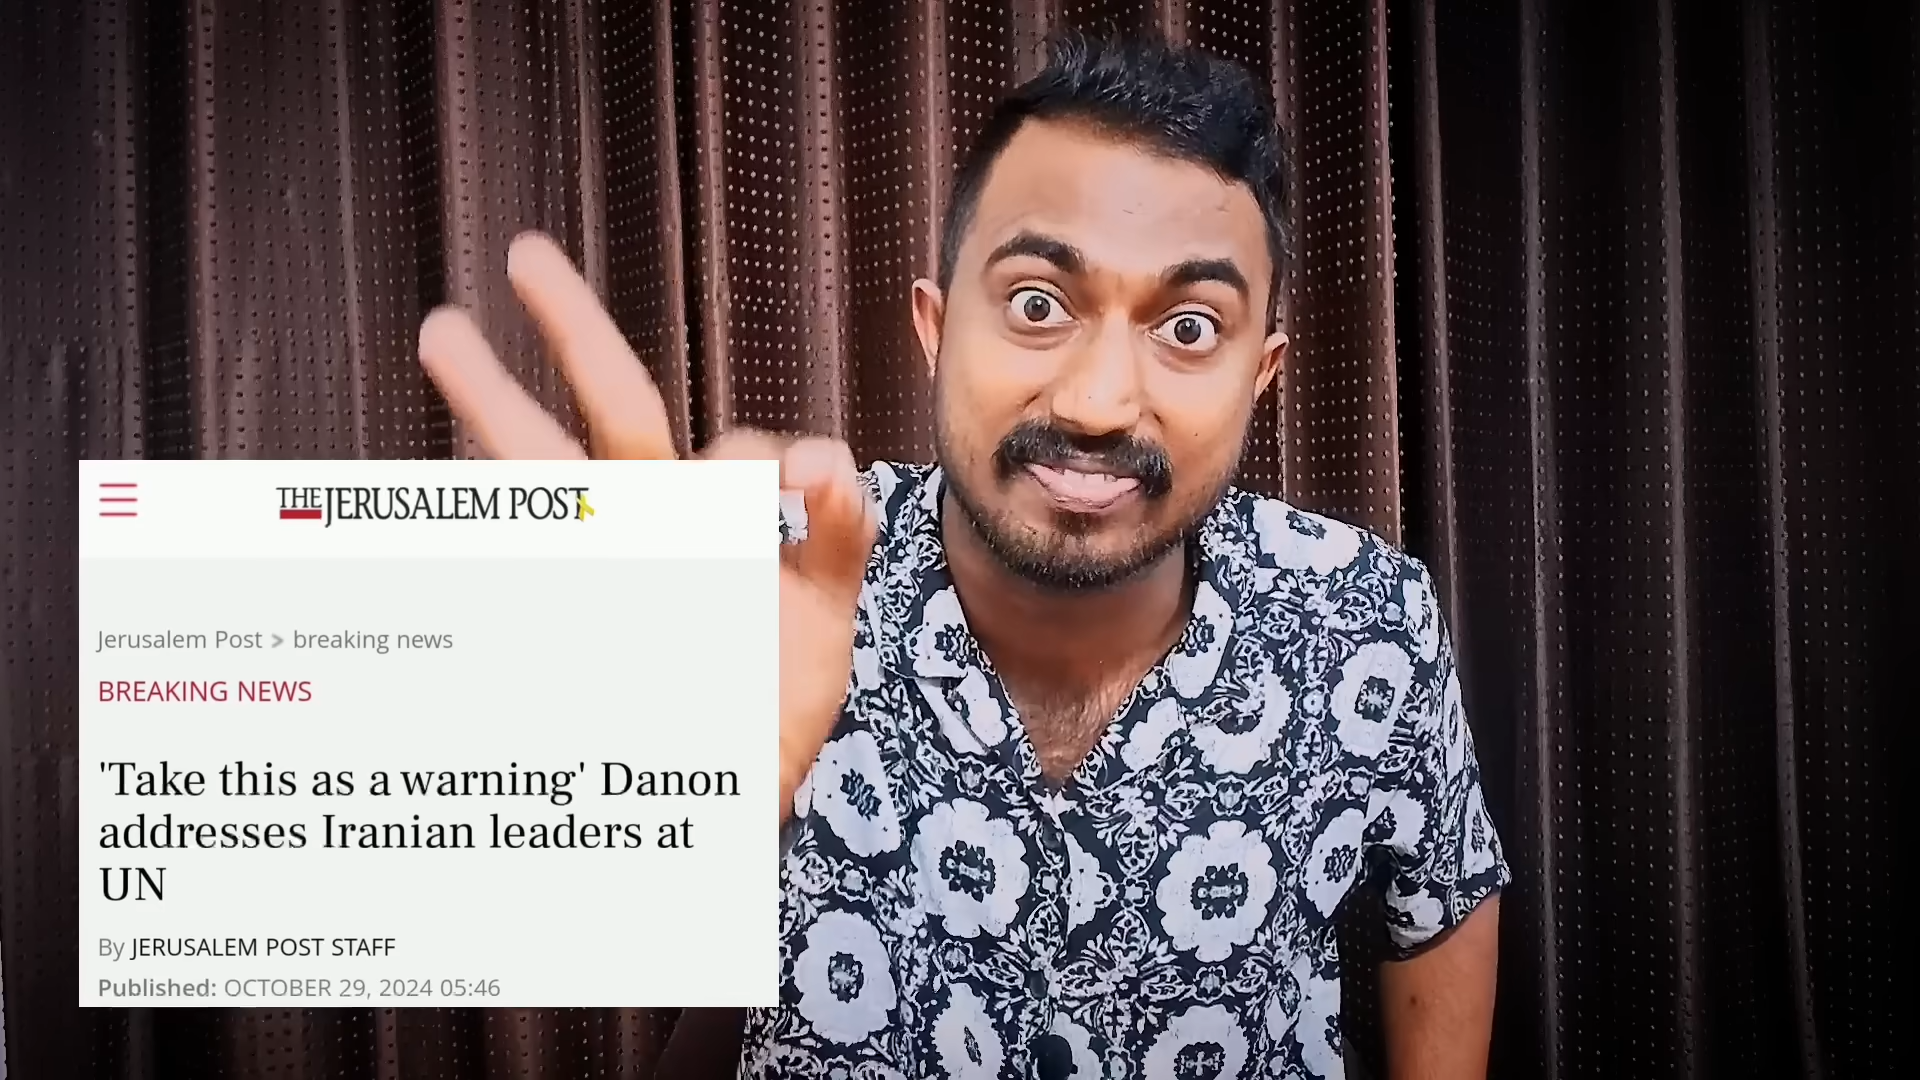 THE JERUSALEM POST
Jerusalem Post > breaking news
BREAKING NEWS
'Take this as a warning' Danon
addresses Iranian leaders at
UN
By JERUSALEM POST STAFF
Published: OCTOBER 29, 2024 05:46